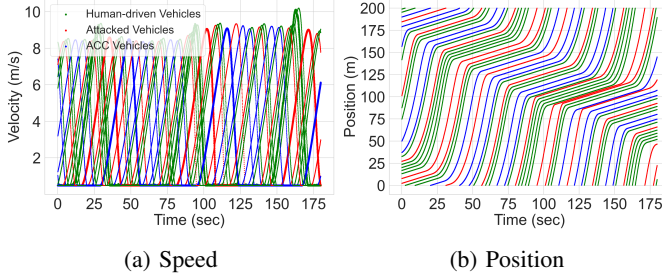 Human-driven Vehicles
Attacked Vehicles
ACC Vehicles
10
8
6
4
2
Velocity (m/s)
0 25 50 75 100 125 150 175
Time (sec)
(a) Speed
200
175
150
125
100
75
50
25
0
Position (m)
0 25 50 75 100 125 150 175
Time (sec)
(b) Position